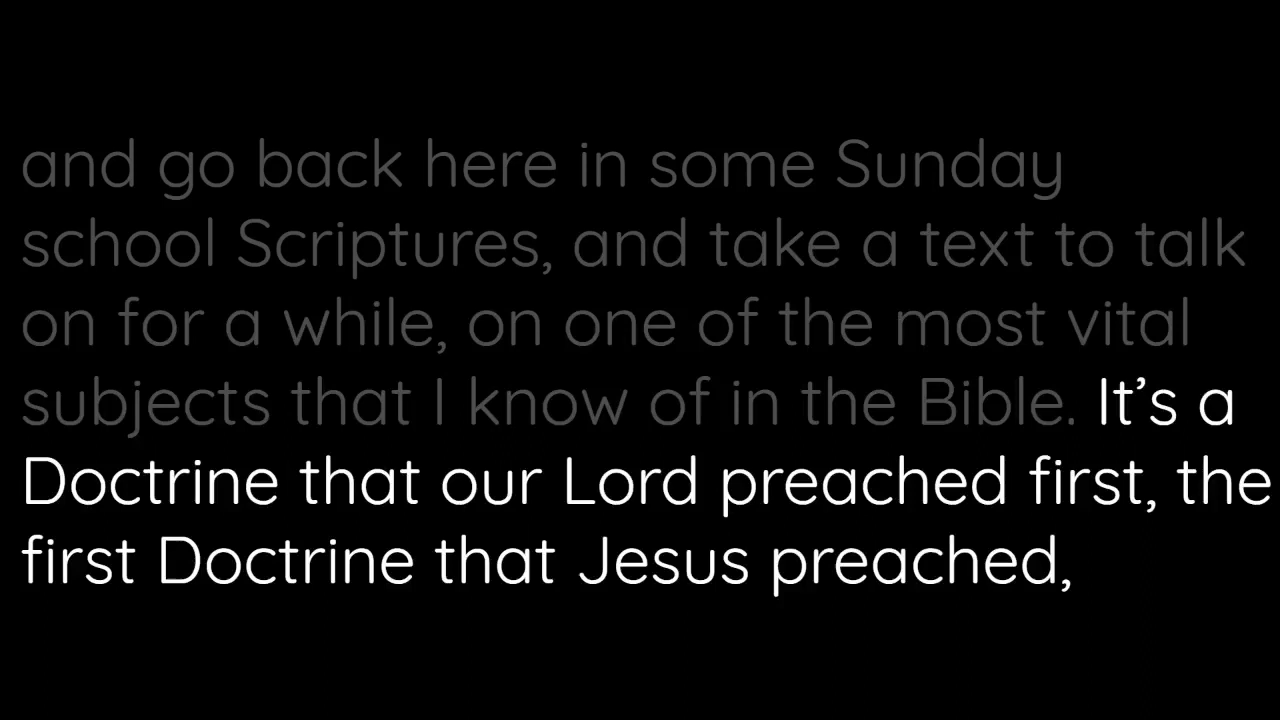 and go back here in some Sunday
school Scriptures, and take a text to talk
on for a while, on one of the most vital
subjects that I know of in the Bible. It’s a
Doctrine that our Lord preached first, the
first Doctrine that Jesus preached,